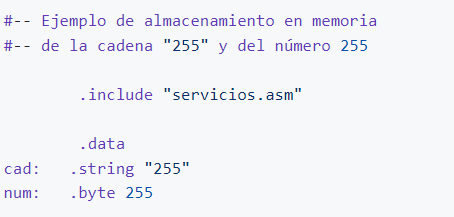 #-- Ejemplo de almacenamiento en memoria
#-- de la cadena "255" y del número 255
.include "servicios.asm"
.data
cad: .string "255"
num: .byte 255